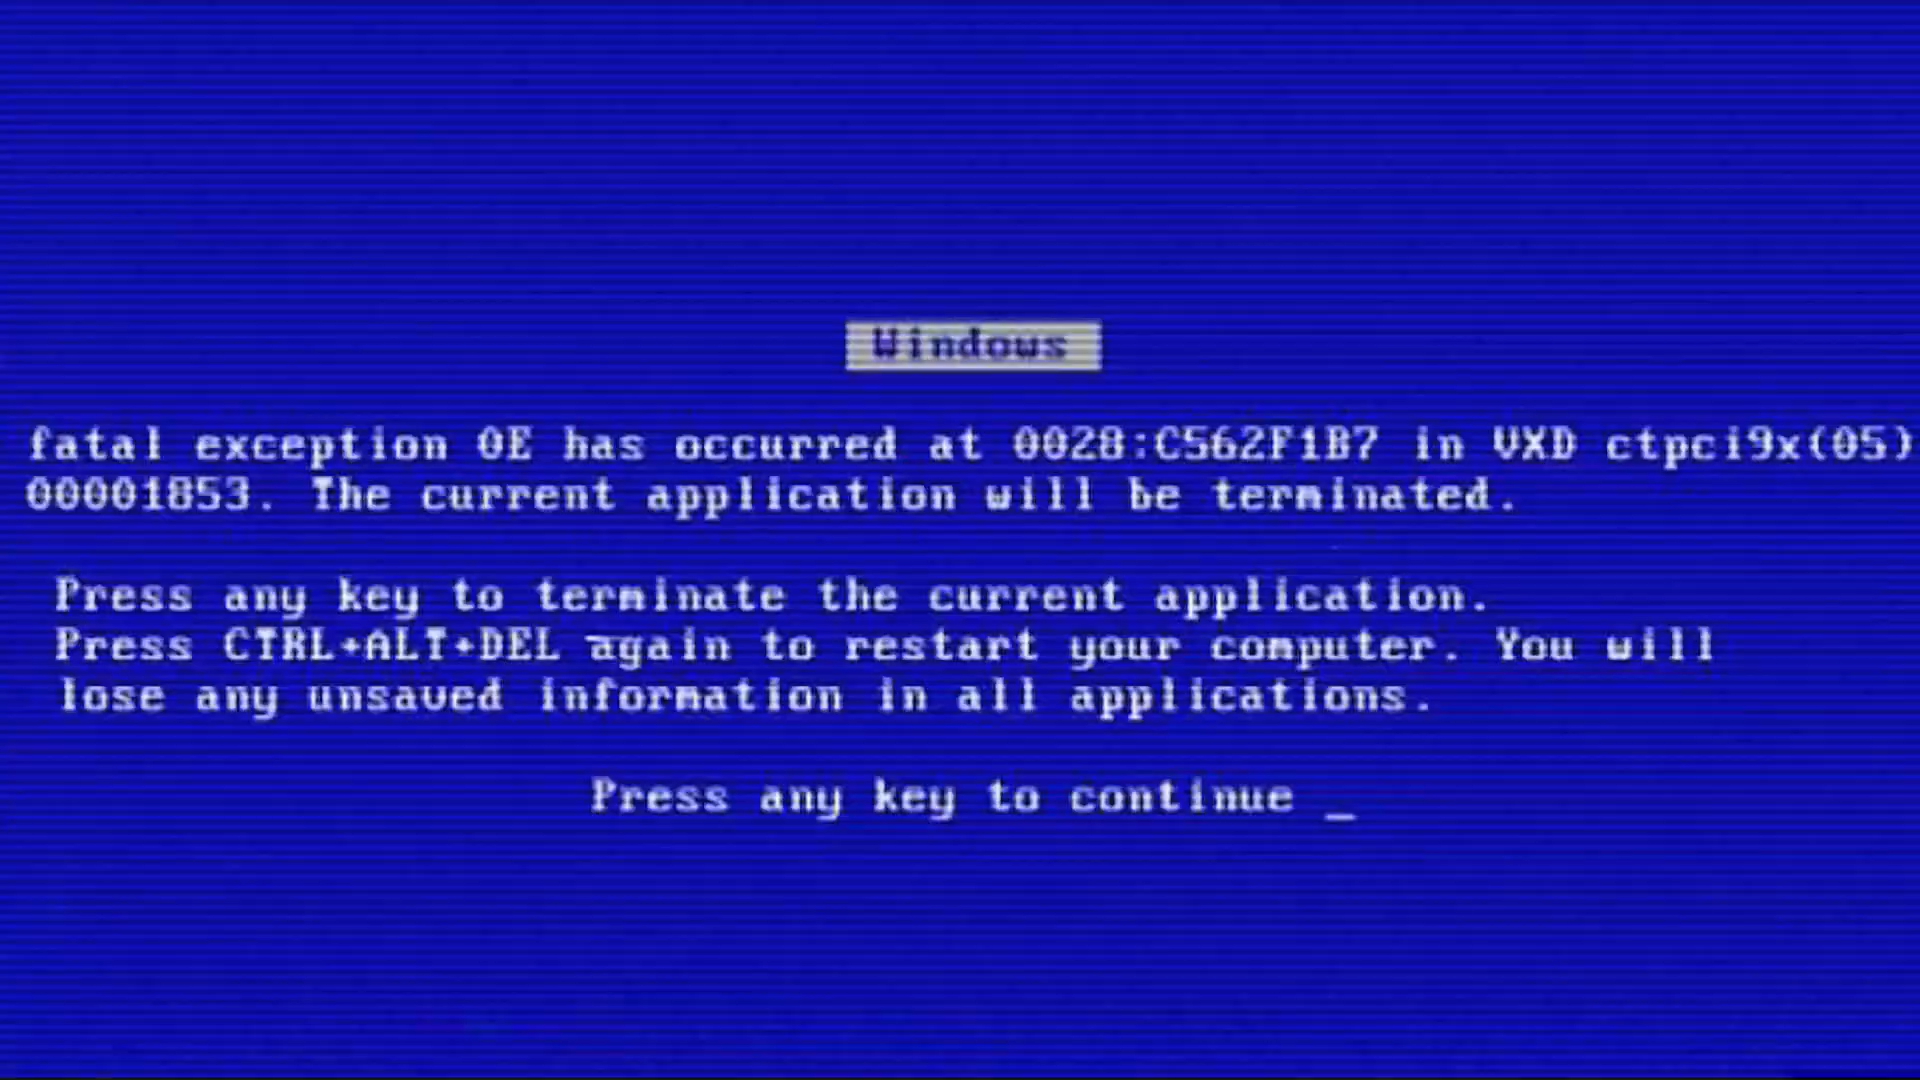 Windows
fatal exception 0E has occurred at 0028:C562F1B7 in VXD ctpci9x(05)
00001853. The current application will be terminated.
Press any key to terminate the current application.
Press CTRL+ALT+DEL again to restart your computer. You will
lose any unsaved information in all applications.
Press any key to continue _